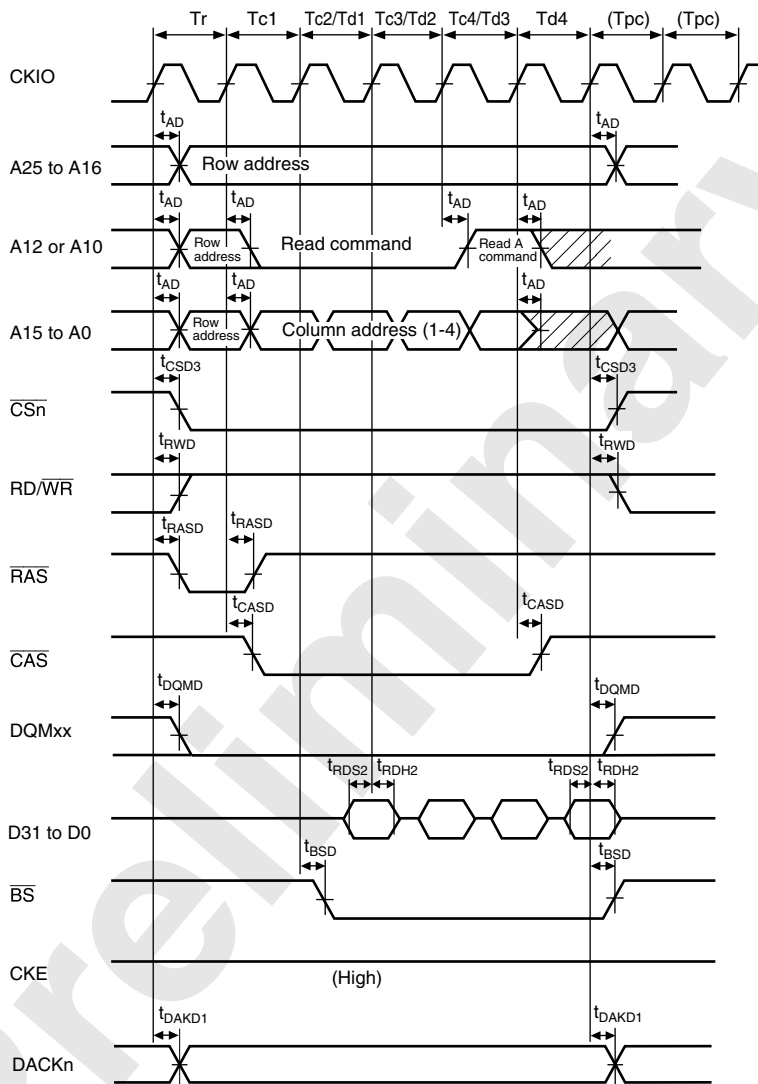 Tr Tc1 Tc2/Td1 Tc3/Td2 Tc4/Td3 Td4 (Tpc) (Tpc)
CKIO
tAD tAD
A25 to A16 Row address
tAD tAD tAD tAD
A12 or A10 Row address Read command Read A command
tAD tAD tAD
A15 to A0 Row address Column address (1-4)
tCSD3 tCSD3
CSn
tRWD tRWD
RD/WR
tRASD tRASD
RAS
tCASD tCASD
CAS
tDQMD tDQMD
DQMxx
tRDS2 tRDH2 tRDS2 tRDH2
D31 to D0
tBSD tBSD
BS
CKE (High)
tDAKD1 tDAKD1
DACKn
Preliminary